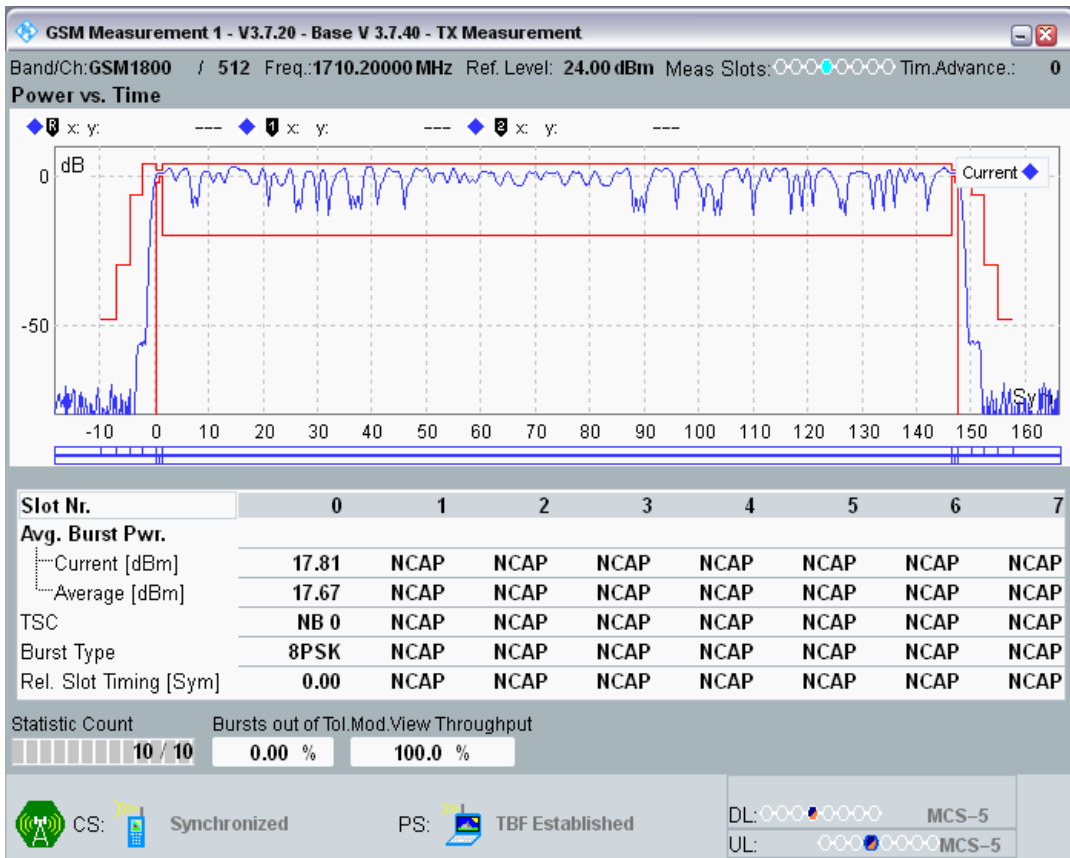 GSM Measurement 1 - V3.7.20 - Base V 3.7.40 - TX Measurement
Band/Ch:GSM1800 / 512 Freq.:1710.20000 MHz Ref. Level: 24.00 dBm Meas Slots: Tim.Advance.: 0
Power vs. Time
R x: y: --- 1 x: y: --- 2 x: y: ---
dB
0
Current
-50
Sym
-10 0 10 20 30 40 50 60 70 80 90 100 110 120 130 140 150 160
Slot Nr. 0 1 2 3 4 5 6 7
Avg. Burst Pwr.
Current [dBm] 17.81 NCAP NCAP NCAP NCAP NCAP NCAP NCAP
Average [dBm] 17.67 NCAP NCAP NCAP NCAP NCAP NCAP NCAP
TSC NB 0 NCAP NCAP NCAP NCAP NCAP NCAP NCAP
Burst Type 8PSK NCAP NCAP NCAP NCAP NCAP NCAP NCAP
Rel. Slot Timing [Sym] 0.00 NCAP NCAP NCAP NCAP NCAP NCAP NCAP
Statistic Count Bursts out of Tol.Mod.View Throughput
10 / 10 0.00 % 100.0 %
CS: Synchronized PS: TBF Established
DL: MCS-5
UL: MCS-5